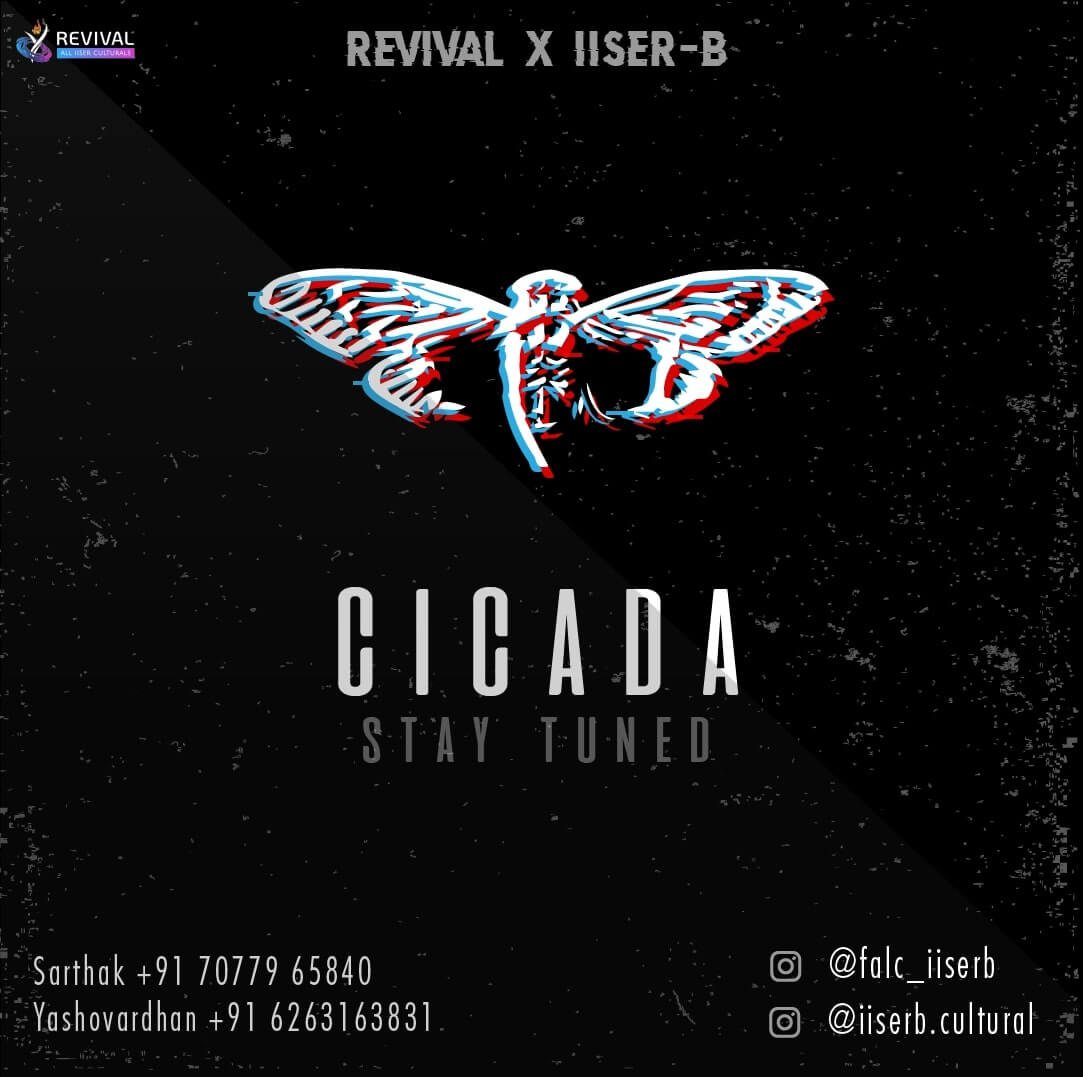 REVIVAL
ALL IISER CULTURALS
REVIVAL X IISER-B
CICADA
STAY TUNED
Sarthak +91 70779 65840
Yashovardhan +91 6263163831
@falc_iiserb
@iiserb.cultural